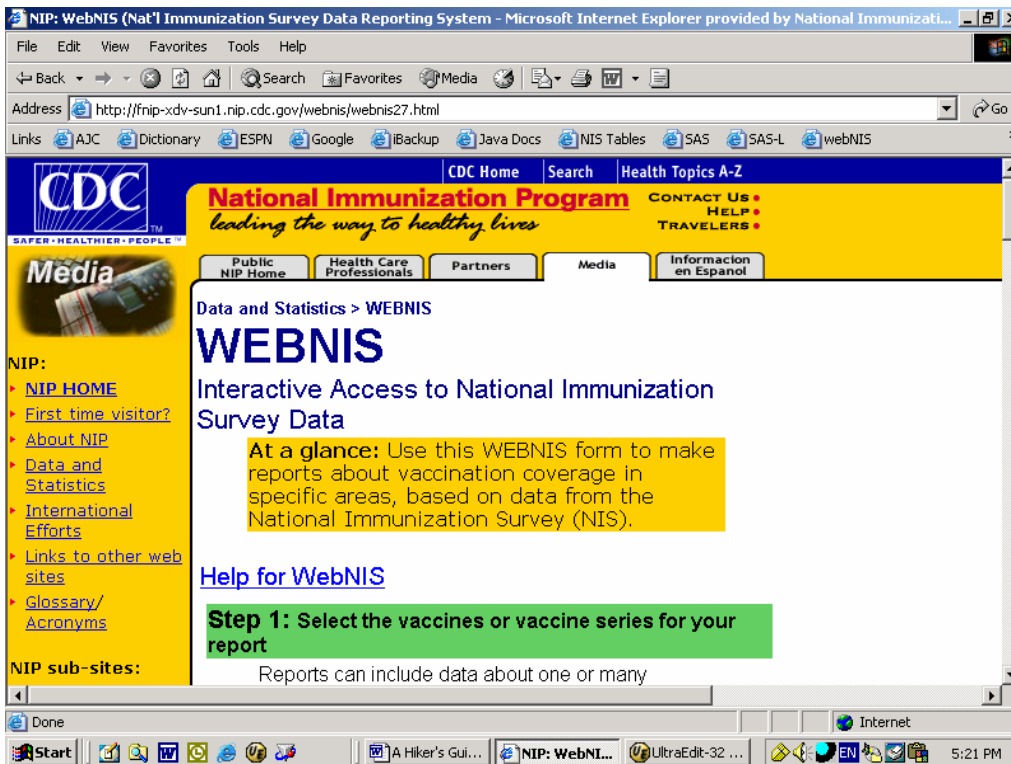 NIP: WebNIS (Nat'l Immunization Survey Data Reporting System - Microsoft Internet Explorer provided by National Immunizati...
File Edit View Favorites Tools Help
Back Search Favorites Media
Address http://fnip-xdv-sun1.nip.cdc.gov/webnis/webnis27.html Go
Links AJC Dictionary ESPN Google iBackup Java Docs NIS Tables SAS SAS-L webNIS
CDC Home Search Health Topics A-Z
CDC TM
SAFER·HEALTHIER·PEOPLE™
National Immunization Program
leading the way to healthy lives
CONTACT US •
HELP •
TRAVELERS •
Media
Public NIP Home
Health Care Professionals
Partners
Media
Informacion en Espanol
NIP:
NIP HOME
First time visitor?
About NIP
Data and
Statistics
International
Efforts
Links to other web
sites
Glossary/
Acronyms
NIP sub-sites:
Data and Statistics > WEBNIS
WEBNIS
Interactive Access to National Immunization
Survey Data
At a glance: Use this WEBNIS form to make
reports about vaccination coverage in
specific areas, based on data from the
National Immunization Survey (NIS).
Help for WebNIS
Step 1: Select the vaccines or vaccine series for your
report
Reports can include data about one or many
Done Internet
Start A Hiker's Gui... NIP: WebNI... UltraEdit-32 ... EN 5:21 PM